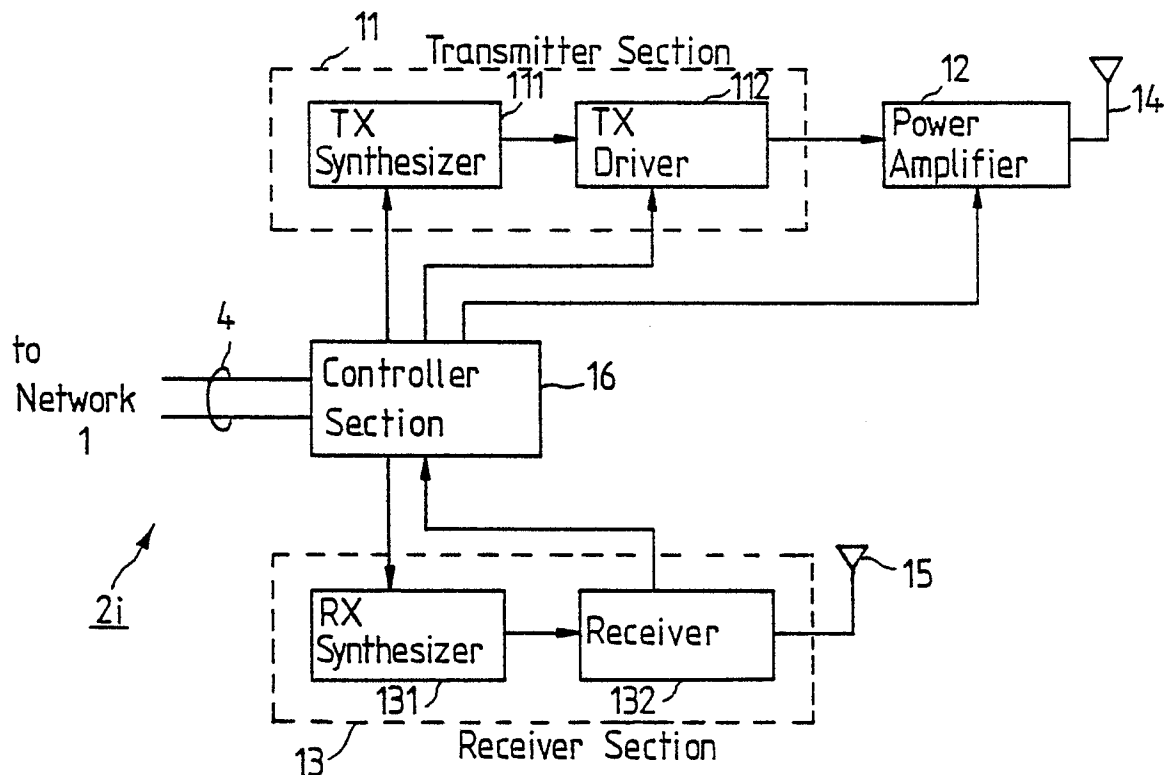 11
Transmitter Section
111
112
12
14
TX
Synthesizer
TX
Driver
Power
Amplifier
4
to
Network
1
Controller
Section
16
2i
15
RX
Synthesizer
Receiver
131
132
13
Receiver Section